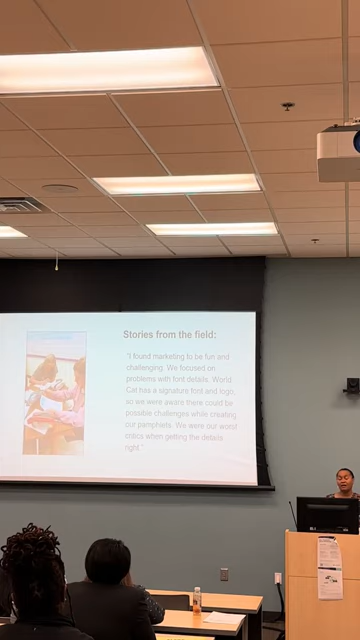 Stories from the field:
"I found marketing to be fun and
challenging. We focused on
problems with font details. World
Cat has a signature font and logo,
so we were aware there could be
possible challenges while creating
our pamphlets. We were our worst
critics when getting the details
right."